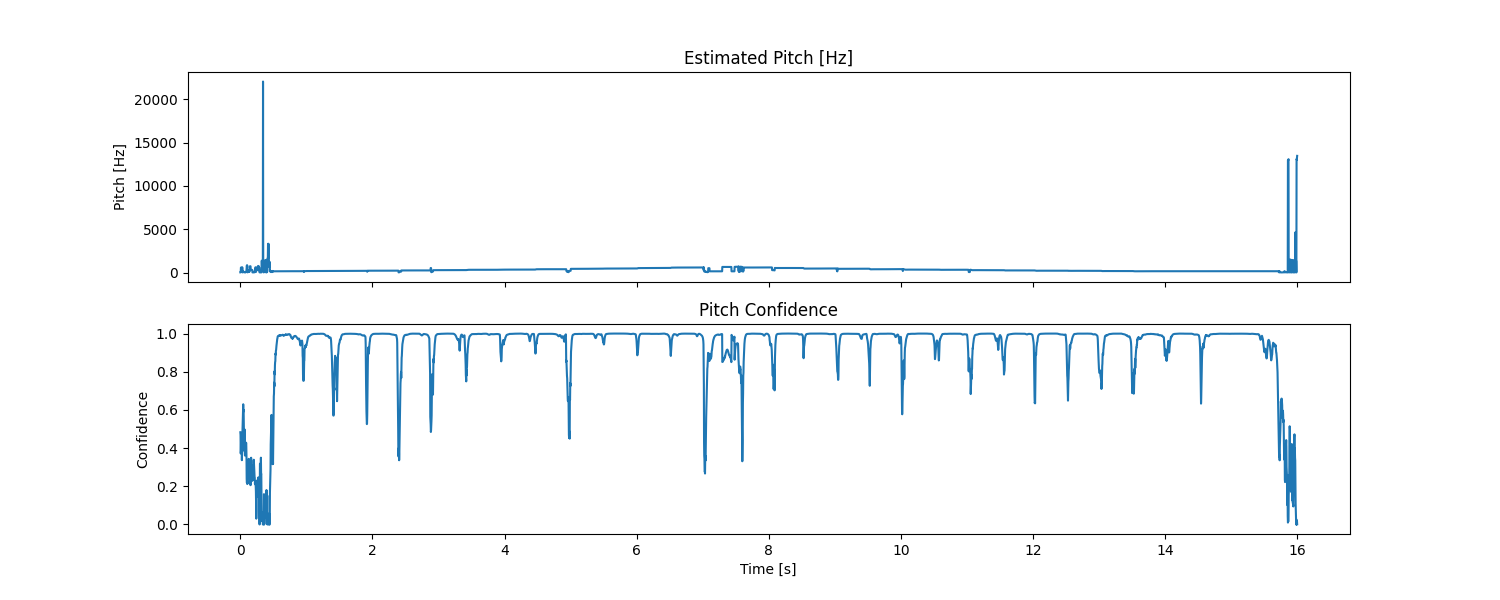 Estimated Pitch [Hz]
Pitch [Hz]
20000
15000
10000
5000
0
Pitch Confidence
Confidence
1.0
0.8
0.6
0.4
0.2
0.0
0 2 4 6 8 10 12 14 16
Time [s]